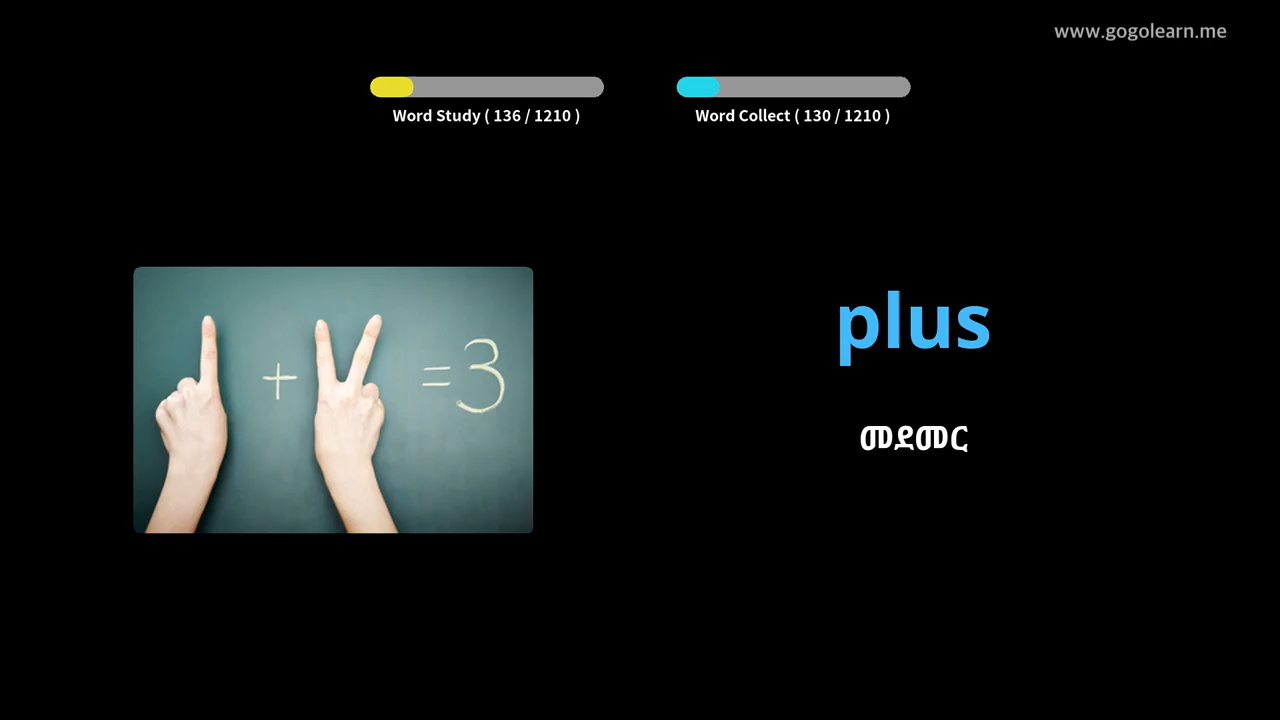 www.gogolearn.me
Word Study ( 136 / 1210 )
Word Collect ( 130 / 1210 )
+ = 3
plus
መደመር